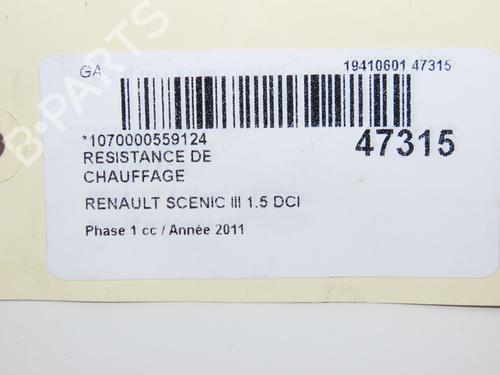 GA 19410601 47315
*1070000559124 47315
RESISTANCE DE
CHAUFFAGE
RENAULT SCENIC III 1.5 DCI
Phase 1 cc / Année 2011
B-PARTS